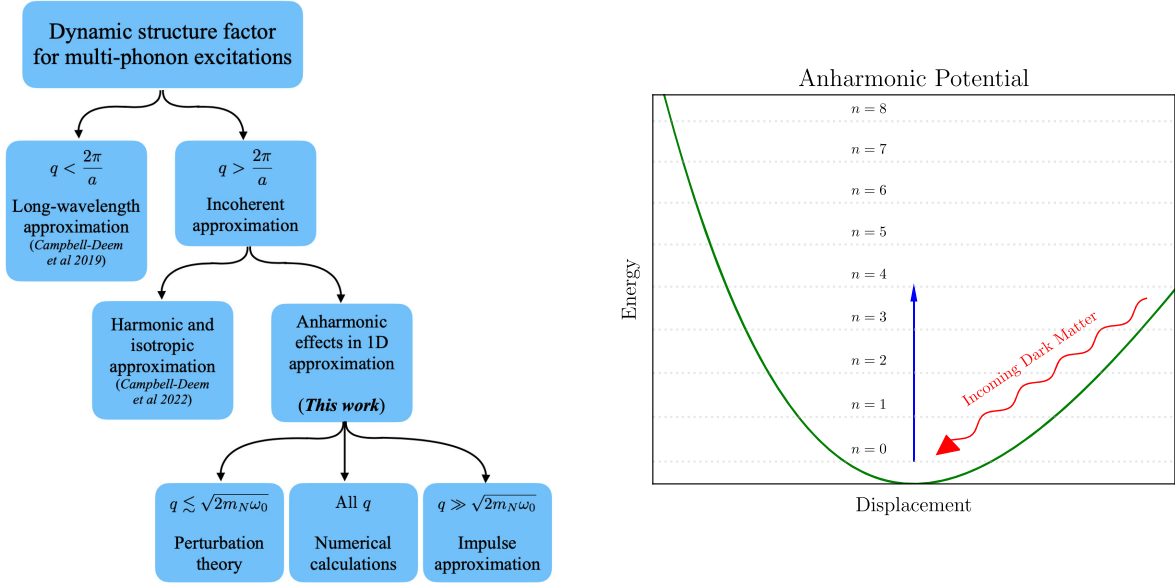 Dynamic structure factor
for multi-phonon excitations
q < 2π/a
Long-wavelength
approximation
(Campbell-Deem
et al 2019)
q > 2π/a
Incoherent
approximation
Harmonic and
isotropic
approximation
(Campbell-Deem
et al 2022)
Anharmonic
effects in 1D
approximation
(This work)
q ≲ √2m_Nω_0
Perturbation
theory
All q
Numerical
calculations
q ≫ √2m_Nω_0
Impulse
approximation
Anharmonic Potential
n = 8
n = 7
n = 6
n = 5
n = 4
n = 3
n = 2
n = 1
n = 0
Incoming Dark Matter
Energy
Displacement